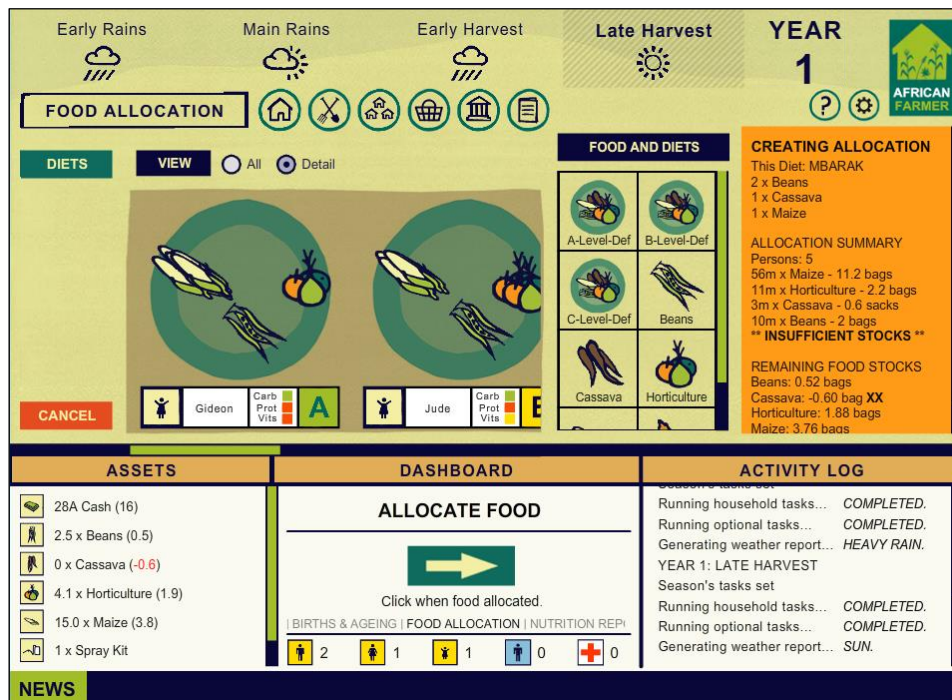 Early Rains
Main Rains
Early Harvest
Late Harvest
YEAR
1
AFRICAN
FARMER
FOOD ALLOCATION
?
DIETS
VIEW
All
Detail
Gideon
Carb
Prot
Vits
A
Jude
Carb
Prot
Vits
CANCEL
FOOD AND DIETS
A-Level-Def
B-Level-Def
C-Level-Def
Beans
Cassava
Horticulture
CREATING ALLOCATION
This Diet: MBARAK
2 x Beans
1 x Cassava
1 x Maize
ALLOCATION SUMMARY
Persons: 5
56m x Maize - 11.2 bags
11m x Horticulture - 2.2 bags
3m x Cassava - 0.6 sacks
10m x Beans - 2 bags
** INSUFFICIENT STOCKS **
REMAINING FOOD STOCKS
Beans: 0.52 bags
Cassava: -0.60 bag XX
Horticulture: 1.88 bags
Maize: 3.76 bags
ASSETS
28A Cash (16)
2.5 x Beans (0.5)
0 x Cassava (-0.6)
4.1 x Horticulture (1.9)
15.0 x Maize (3.8)
1 x Spray Kit
DASHBOARD
ALLOCATE FOOD
Click when food allocated.
| BIRTHS & AGEING | FOOD ALLOCATION | NUTRITION REP
2
1
1
0
0
ACTIVITY LOG
Season's tasks set
Running household tasks... COMPLETED.
Running optional tasks... COMPLETED.
Generating weather report... HEAVY RAIN.
YEAR 1: LATE HARVEST
Season's tasks set
Running household tasks... COMPLETED.
Running optional tasks... COMPLETED.
Generating weather report... SUN.
NEWS